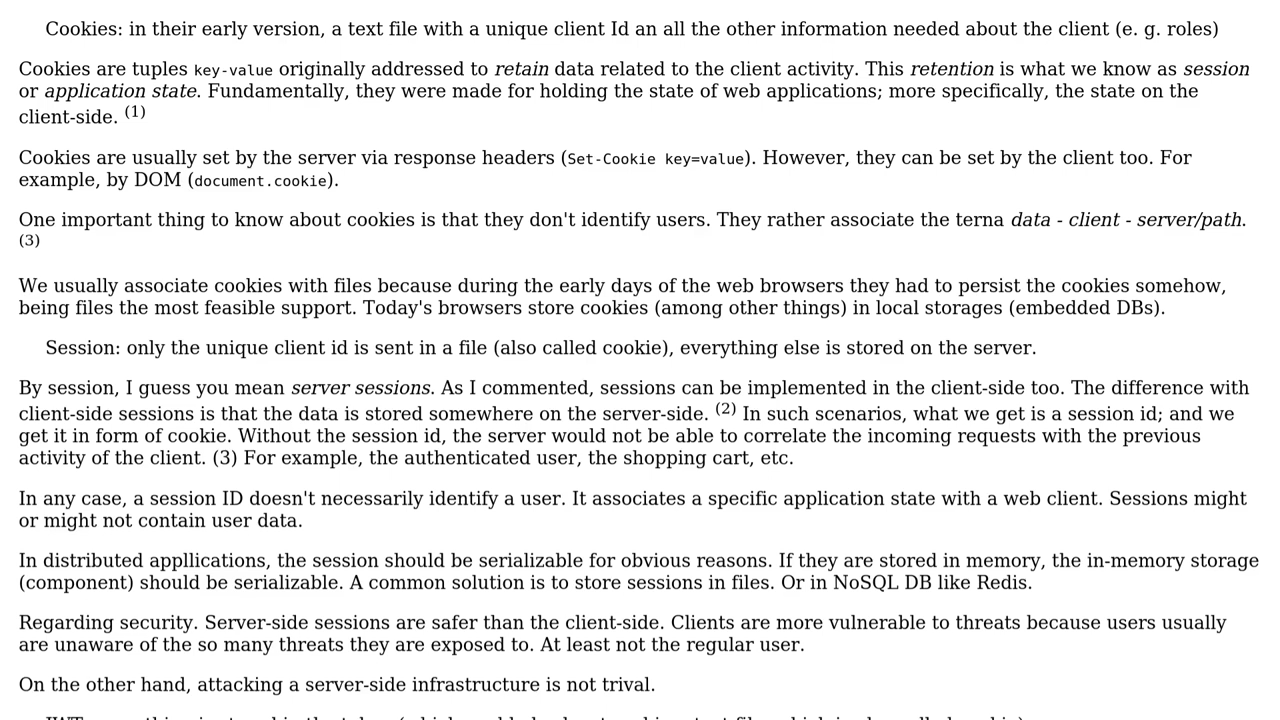 Cookies: in their early version, a text file with a unique client Id an all the other information needed about the client (e. g. roles)
Cookies are tuples key-value originally addressed to retain data related to the client activity. This retention is what we know as session
or application state. Fundamentally, they were made for holding the state of web applications; more specifically, the state on the
client-side. (1)
Cookies are usually set by the server via response headers (Set-Cookie key=value). However, they can be set by the client too. For
example, by DOM (document.cookie).
One important thing to know about cookies is that they don't identify users. They rather associate the terna data - client - server/path.
(3)
We usually associate cookies with files because during the early days of the web browsers they had to persist the cookies somehow,
being files the most feasible support. Today's browsers store cookies (among other things) in local storages (embedded DBs).
Session: only the unique client id is sent in a file (also called cookie), everything else is stored on the server.
By session, I guess you mean server sessions. As I commented, sessions can be implemented in the client-side too. The difference with
client-side sessions is that the data is stored somewhere on the server-side. (2) In such scenarios, what we get is a session id; and we
get it in form of cookie. Without the session id, the server would not be able to correlate the incoming requests with the previous
activity of the client. (3) For example, the authenticated user, the shopping cart, etc.
In any case, a session ID doesn't necessarily identify a user. It associates a specific application state with a web client. Sessions might
or might not contain user data.
In distributed appllications, the session should be serializable for obvious reasons. If they are stored in memory, the in-memory storage
(component) should be serializable. A common solution is to store sessions in files. Or in NoSQL DB like Redis.
Regarding security. Server-side sessions are safer than the client-side. Clients are more vulnerable to threats because users usually
are unaware of the so many threats they are exposed to. At least not the regular user.
On the other hand, attacking a server-side infrastructure is not trival.